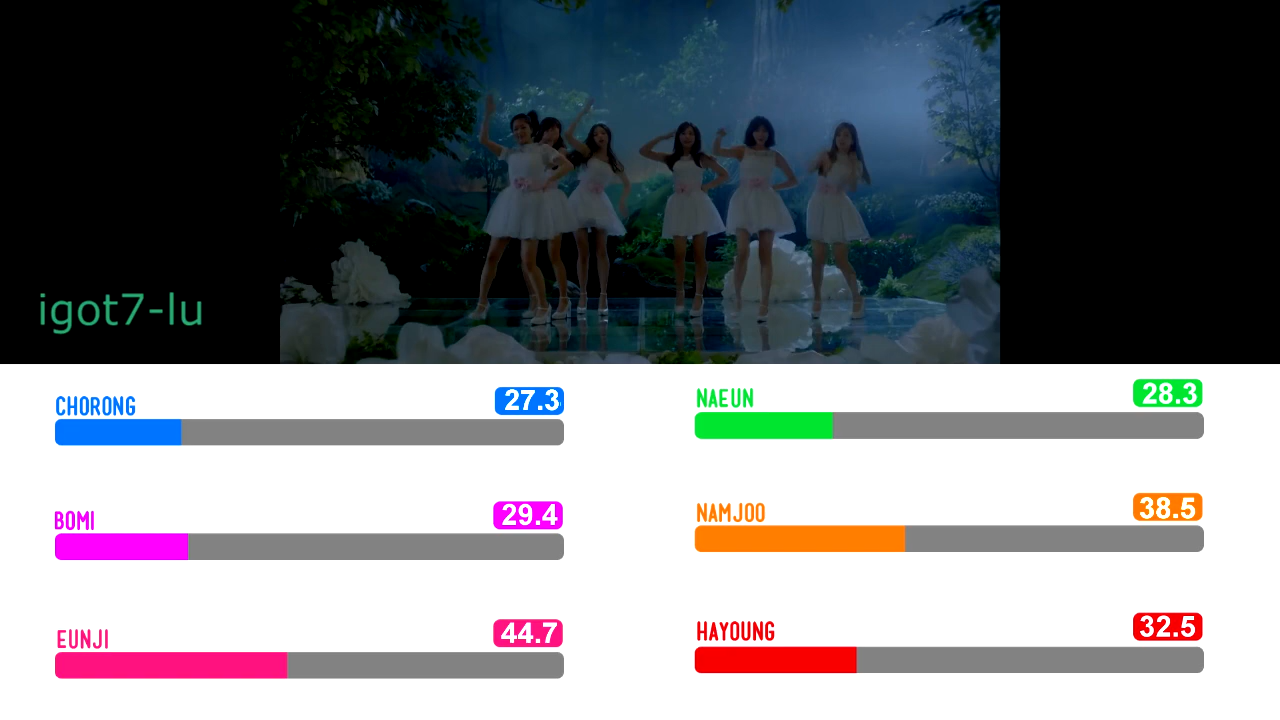 igot7-lu
CHORONG
27.3
NAEUN
28.3
BOMI
29.4
NAMJOO
38.5
EUNJI
44.7
HAYOUNG
32.5